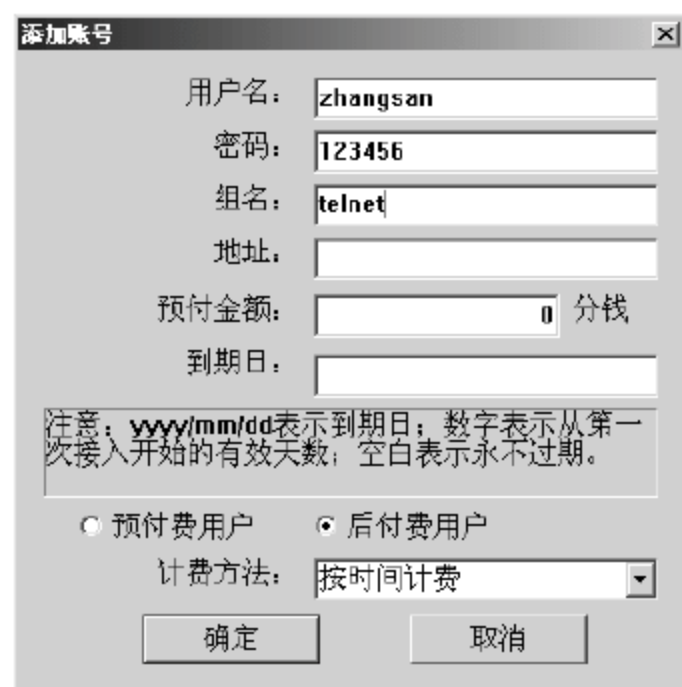 添加账号
用户名： zhangsan
密码： 123456
组名： telnet
地址：
预付金额： 0 分钱
到期日：
注意：yyyy/mm/dd表示到期日；数字表示从第一
次接入开始的有效天数；空白表示永不过期。
预付费用户 后付费用户
计费方法： 按时间计费
确定 取消